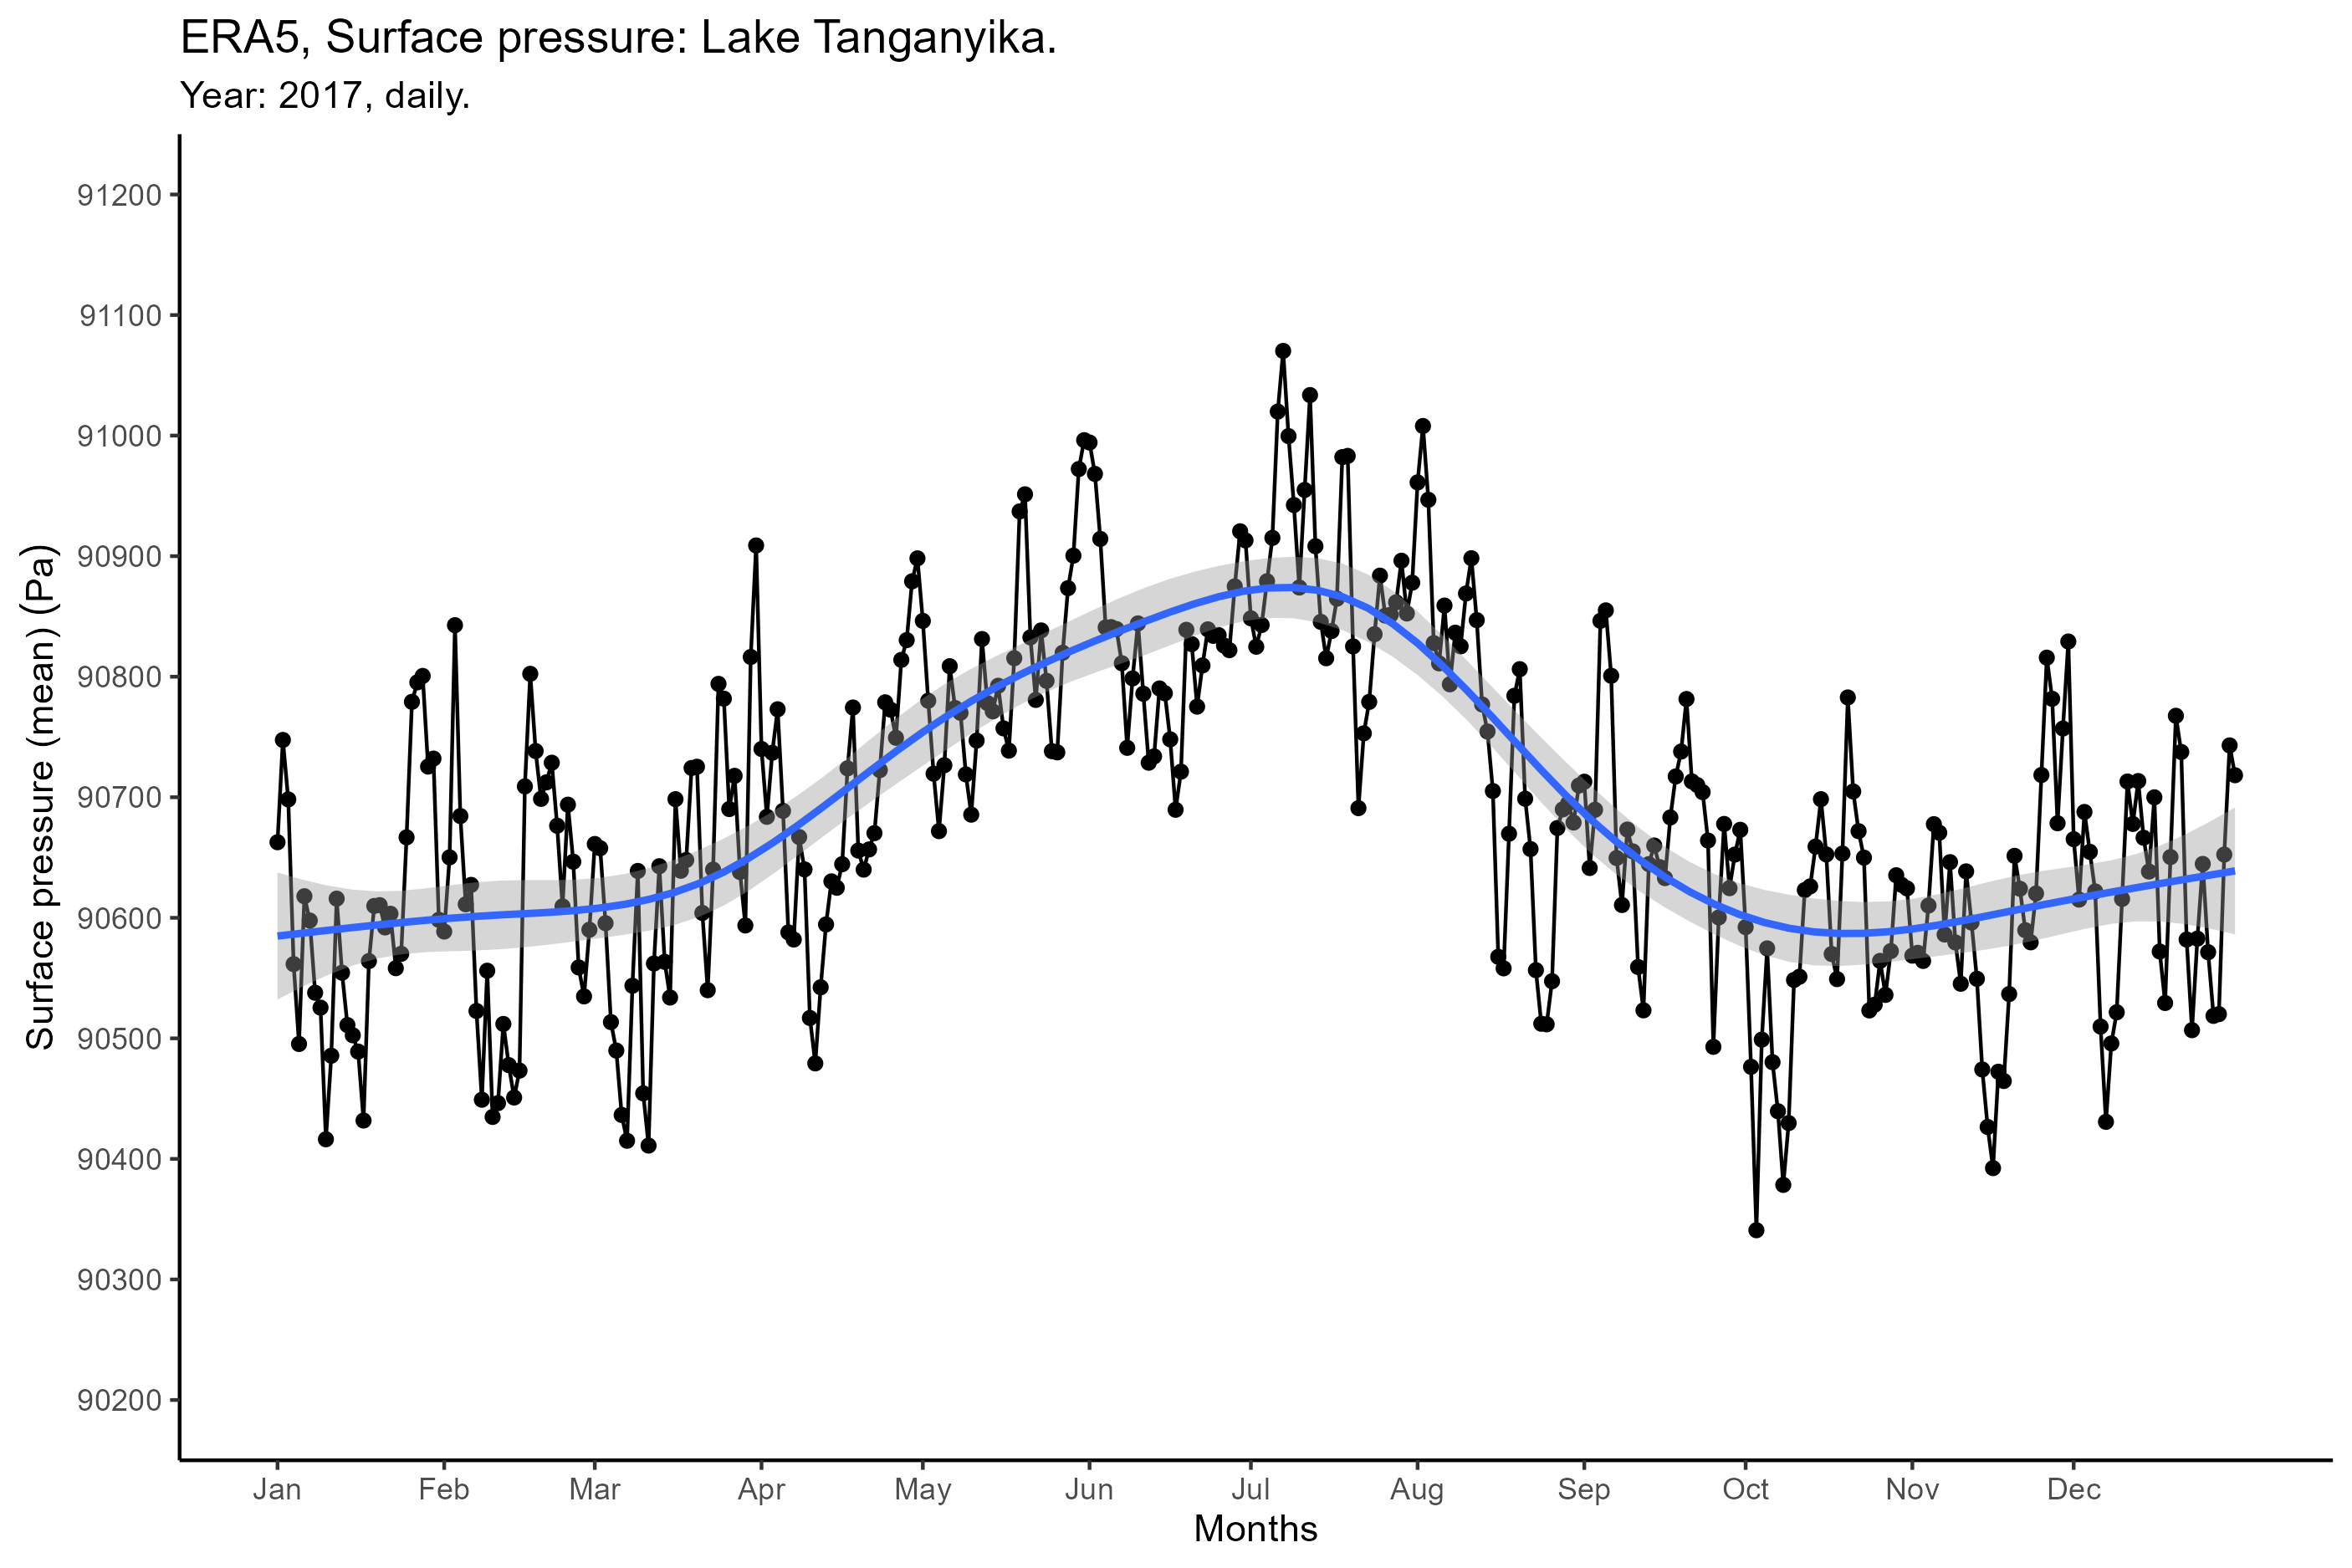 ERA5, Surface pressure: Lake Tanganyika.
Year: 2017, daily.
Surface pressure (mean) (Pa)
91200
91100
91000
90900
90800
90700
90600
90500
90400
90300
90200
Jan Feb Mar Apr May Jun Jul Aug Sep Oct Nov Dec
Months